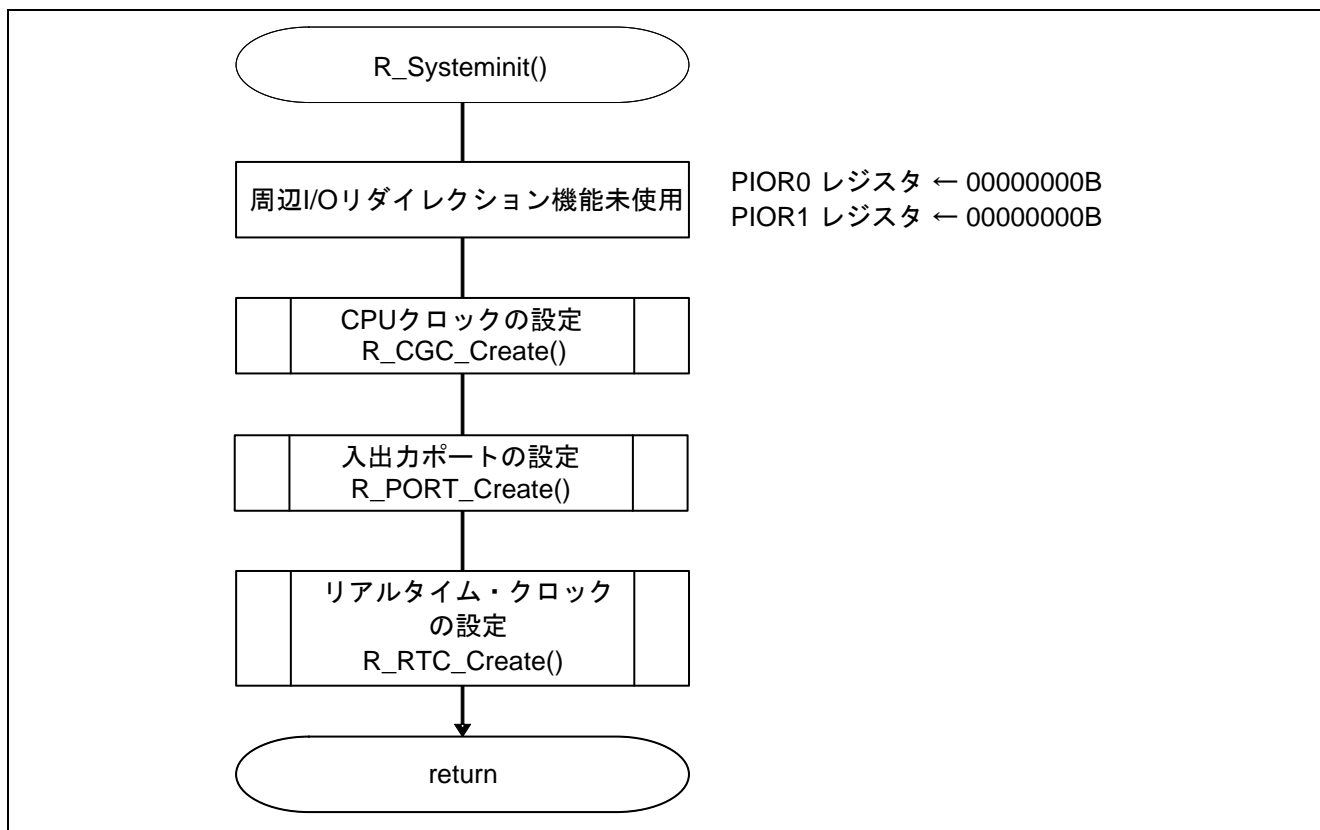 R_Systeminit()
周辺I/Oリダイレクション機能未使用
PIOR0 レジスタ ← 00000000B
PIOR1 レジスタ ← 00000000B
CPUクロックの設定
R_CGC_Create()
入出力ポートの設定
R_PORT_Create()
リアルタイム・クロック
の設定
R_RTC_Create()
return